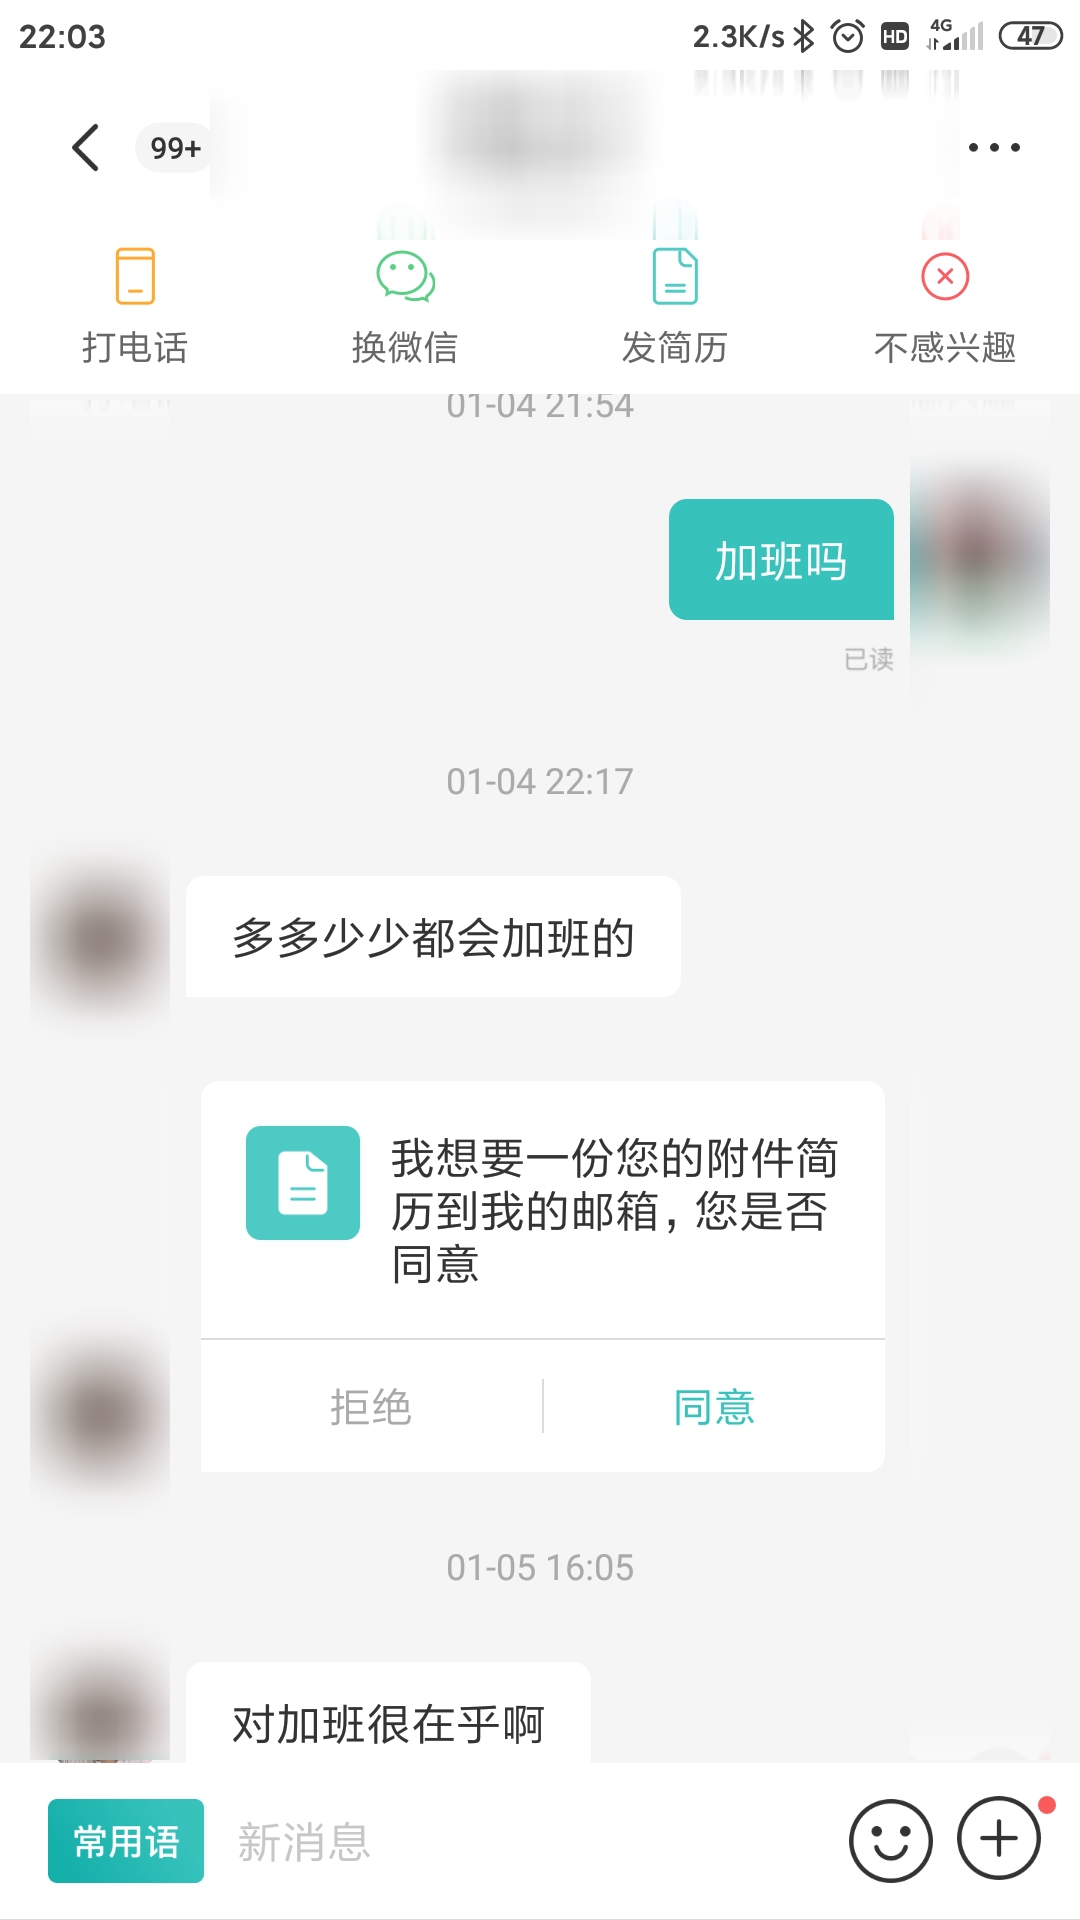 22:03
2.3K/s HD 4G 47
99+
打电话
换微信
发简历
不感兴趣
01-04 21:54
加班吗
已读
01-04 22:17
多多少少都会加班的
我想要一份您的附件简
历到我的邮箱，您是否
同意
拒绝
同意
01-05 16:05
对加班很在乎啊
常用语
新消息